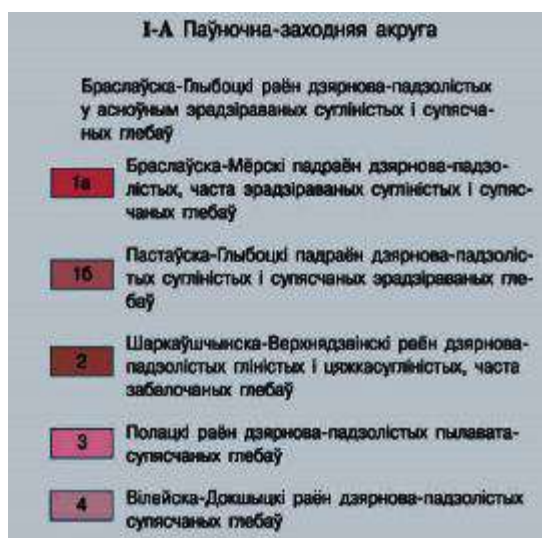 I-А Паўночна-заходняя акруга
Браслаўска-Глыбоцкі раён дзярнова-падзолістых
у асноўным эрадзіраваных сугліністых і супясча-
ных глебаў
1а
Браслаўска-Мёрскі падраён дзярнова-падзо-
лістых, часта эрадзіраваных сугліністых і супяс-
чаных глебаў
1б
Пастаўска-Глыбоцкі падраён дзярнова-падзоліс-
тых сугліністых і супясчаных эрадзіраваных гле-
баў
2
Шаркаўшчынска-Верхнядзвінскі раён дзярнова-
падзолістых гліністых і цяжкасугліністых, часта
забалочаных глебаў
3
Полацкі раён дзярнова-падзолістых пылавата-
супясчаных глебаў
4
Вілейска-Докшыцкі раён дзярнова-падзолістых
супясчаных глебаў